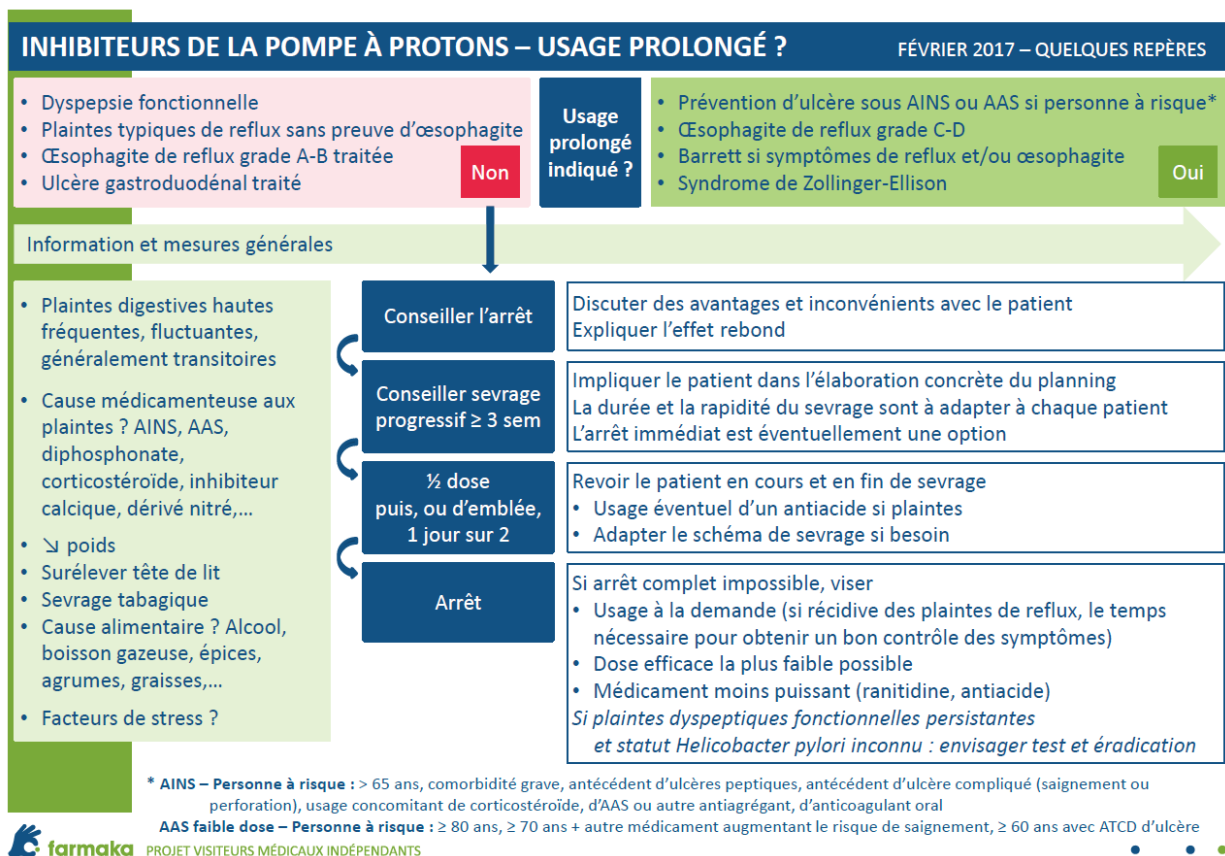 INHIBITEURS DE LA POMPE À PROTONS – USAGE PROLONGÉ ?
FÉVRIER 2017 – QUELQUES REPÈRES
• Dyspepsie fonctionnelle
• Plaintes typiques de reflux sans preuve d’œsophagite
• Œsophagite de reflux grade A-B traitée
• Ulcère gastroduodénal traité
Non
Usage
prolongé
indiqué ?
• Prévention d’ulcère sous AINS ou AAS si personne à risque*
• Œsophagite de reflux grade C-D
• Barrett si symptômes de reflux et/ou œsophagite
• Syndrome de Zollinger-Ellison
Oui
Information et mesures générales
• Plaintes digestives hautes
fréquentes, fluctuantes,
généralement transitoires
• Cause médicamenteuse aux
plaintes ? AINS, AAS,
diphosphonate,
corticostéroïde, inhibiteur
calcique, dérivé nitré,…
• ↘ poids
• Surélever tête de lit
• Sevrage tabagique
• Cause alimentaire ? Alcool,
boisson gazeuse, épices,
agrumes, graisses,…
• Facteurs de stress ?
Conseiller l’arrêt
Discuter des avantages et inconvénients avec le patient
Expliquer l’effet rebond
Conseiller sevrage
progressif ≥ 3 sem
Impliquer le patient dans l’élaboration concrète du planning
La durée et la rapidité du sevrage sont à adapter à chaque patient
L’arrêt immédiat est éventuellement une option
½ dose
puis, ou d’emblée,
1 jour sur 2
Revoir le patient en cours et en fin de sevrage
• Usage éventuel d’un antiacide si plaintes
• Adapter le schéma de sevrage si besoin
Arrêt
Si arrêt complet impossible, viser
• Usage à la demande (si récidive des plaintes de reflux, le temps
nécessaire pour obtenir un bon contrôle des symptômes)
• Dose efficace la plus faible possible
• Médicament moins puissant (ranitidine, antiacide)
Si plaintes dyspeptiques fonctionnelles persistantes
et statut Helicobacter pylori inconnu : envisager test et éradication
* AINS – Personne à risque : > 65 ans, comorbidité grave, antécédent d’ulcères peptiques, antécédent d’ulcère compliqué (saignement ou
perforation), usage concomitant de corticostéroïde, d’AAS ou autre antiagrégant, d’anticoagulant oral
AAS faible dose – Personne à risque : ≥ 80 ans, ≥ 70 ans + autre médicament augmentant le risque de saignement, ≥ 60 ans avec ATCD d’ulcère
farmaka PROJET VISITEURS MÉDICAUX INDÉPENDANTS